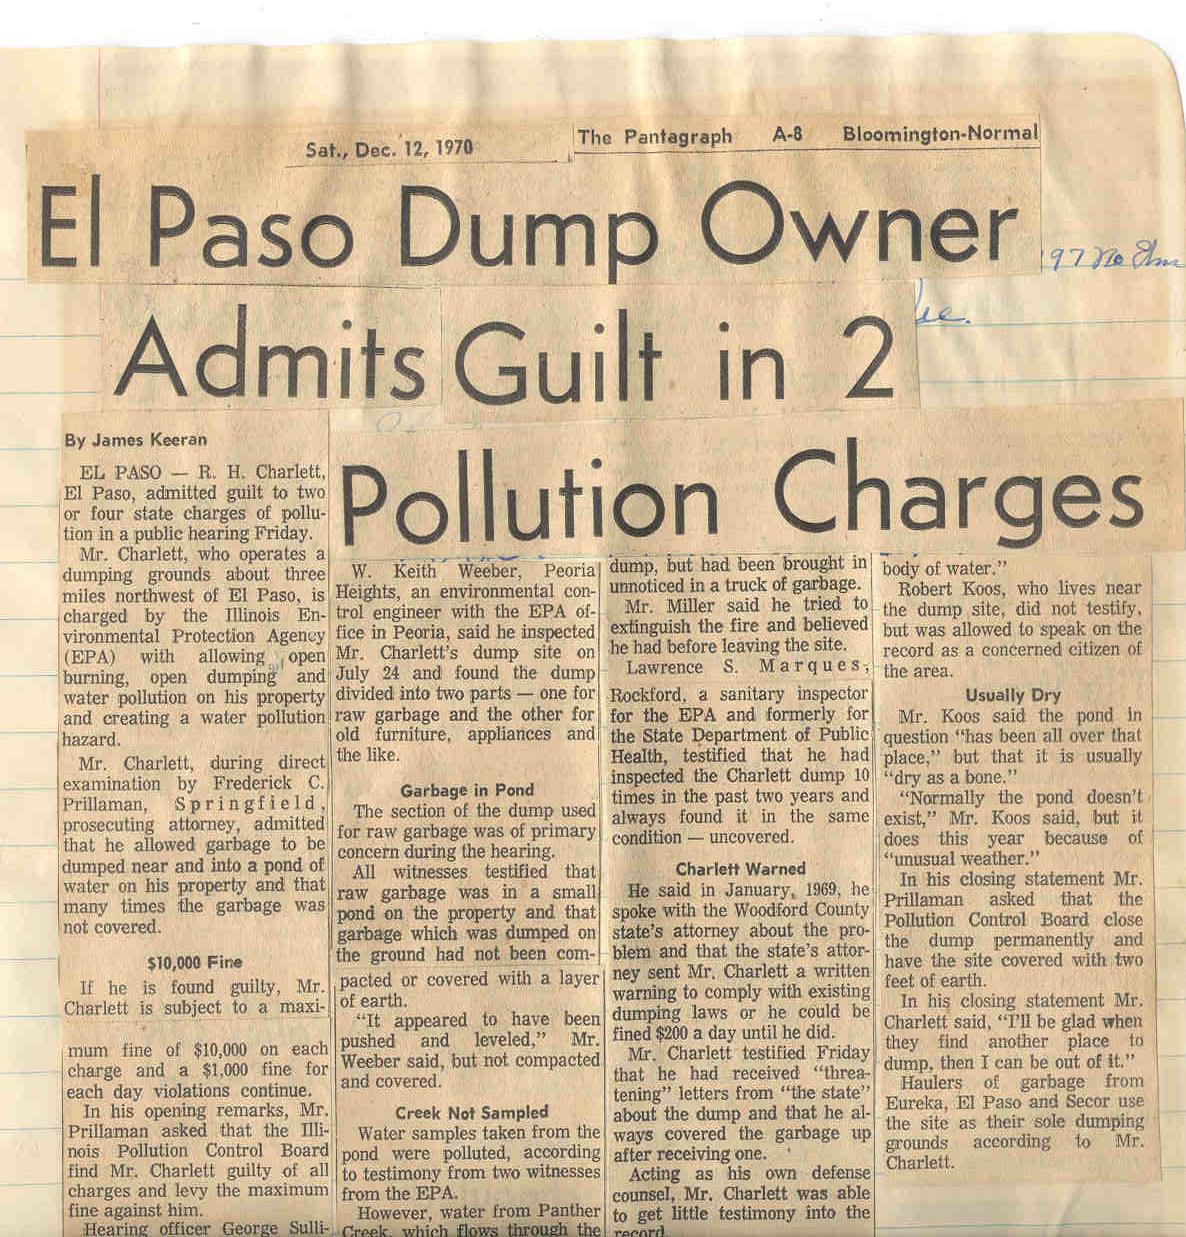 Sat., Dec. 12, 1970
The Pantagraph A-8 Bloomington-Normal
El Paso Dump Owner
Admits Guilt in 2
Pollution Charges
97 No Elm
By James Keeran
EL PASO — R. H. Charlett,
El Paso, admitted guilt to two
or four state charges of pollu-
tion in a public hearing Friday.
Mr. Charlett, who operates a
dumping grounds about three
miles northwest of El Paso, is
charged by the Illinois En-
vironmental Protection Agency
(EPA) with allowing open
burning, open dumping and
water pollution on his property
and creating a water pollution
hazard.
Mr. Charlett, during direct
examination by Frederick C.
Prillaman, Springfield,
prosecuting attorney, admitted
that he allowed garbage to be
dumped near and into a pond of
water on his property and that
many times the garbage was
not covered.
$10,000 Fine
If he is found guilty, Mr.
Charlett is subject to a maxi-
mum fine of $10,000 on each
charge and a $1,000 fine for
each day violations continue.
In his opening remarks, Mr.
Prillaman asked that the Illi-
nois Pollution Control Board
find Mr. Charlett guilty of all
charges and levy the maximum
fine against him.
Hearing officer George Sulli-
W. Keith Weeber, Peoria
Heights, an environmental con-
trol engineer with the EPA of-
fice in Peoria, said he inspected
Mr. Charlett's dump site on
July 24 and found the dump
divided into two parts — one for
raw garbage and the other for
old furniture, appliances and
the like.
Garbage in Pond
The section of the dump used
for raw garbage was of primary
concern during the hearing.
All witnesses testified that
raw garbage was in a small
pond on the property and that
garbage which was dumped on
the ground had not been com-
pacted or covered with a layer
of earth.
"It appeared to have been
pushed and leveled," Mr.
Weeber said, but not compacted
and covered.
Creek Not Sampled
Water samples taken from the
pond were polluted, according
to testimony from two witnesses
from the EPA.
However, water from Panther
Creek, which flows through the
dump, but had been brought in
unnoticed in a truck of garbage.
Mr. Miller said he tried to
extinguish the fire and believed
he had before leaving the site.
Lawrence S. Marques,
Rockford, a sanitary inspector
for the EPA and formerly for
the State Department of Public
Health, testified that he had
inspected the Charlett dump 10
times in the past two years and
always found it in the same
condition — uncovered.
Charlett Warned
He said in January, 1969, he
spoke with the Woodford County
state's attorney about the pro-
blem and that the state's attor-
ney sent Mr. Charlett a written
warning to comply with existing
dumping laws or he could be
fined $200 a day until he did.
Mr. Charlett testified Friday
that he had received "threa-
tening" letters from "the state"
about the dump and that he al-
ways covered the garbage up
after receiving one.
Acting as his own defense
counsel, Mr. Charlett was able
to get little testimony into the
record
body of water."
Robert Koos, who lives near
the dump site, did not testify,
but was allowed to speak on the
record as a concerned citizen of
the area.
Usually Dry
Mr. Koos said the pond in
question "has been all over that
place," but that it is usually
"dry as a bone."
"Normally the pond doesn't
exist," Mr. Koos said, but it
does this year because of
"unusual weather."
In his closing statement Mr.
Prillaman asked that the
Pollution Control Board close
the dump permanently and
have the site covered with two
feet of earth.
In his closing statement Mr.
Charlett said, "I'll be glad when
they find another place to
dump, then I can be out of it."
Haulers of garbage from
Eureka, El Paso and Secor use
the site as their sole dumping
grounds according to Mr.
Charlett.